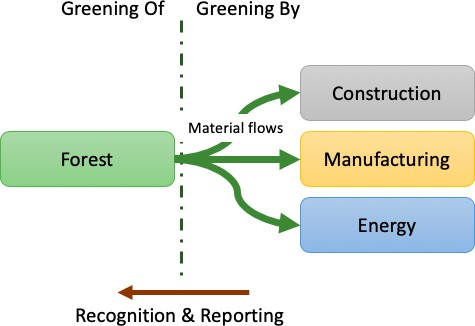 Greening Of
Greening By
Construction
Material flows
Forest
Manufacturing
Energy
Recognition & Reporting